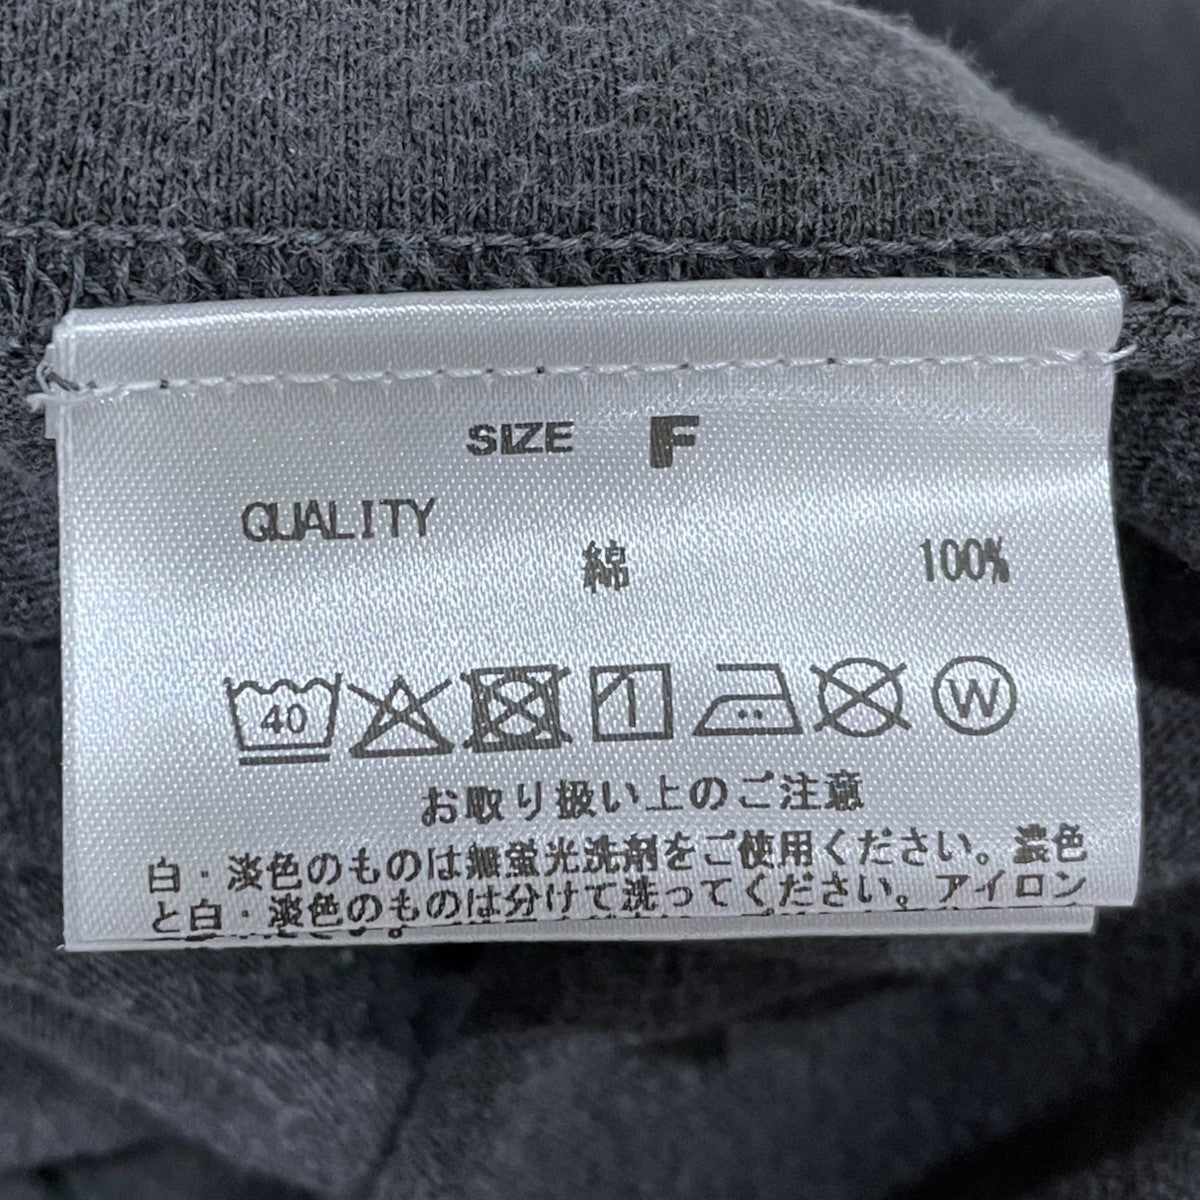 SIZE F
QUALITY
綿 100%
40
W
お取り扱い上のご注意
白・淡色のものは無蛍光洗剤をご使用ください。濃色
と白・淡色のものは分けて洗ってください。アイロン